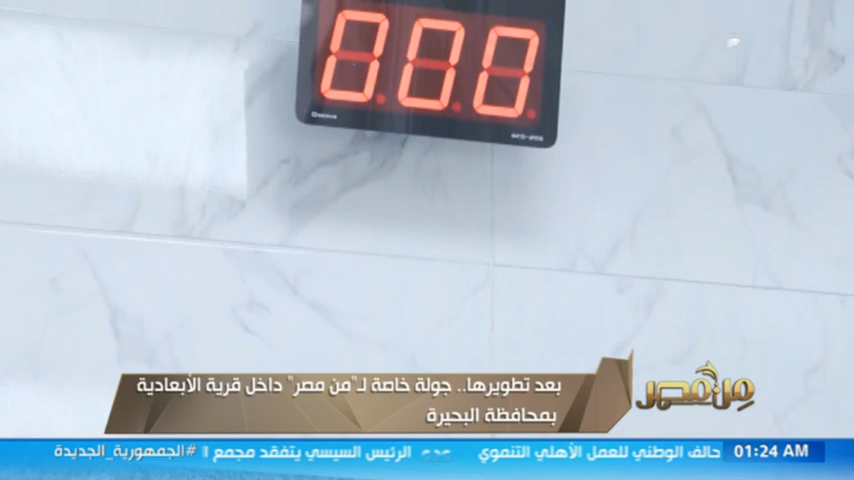 000
بعد تطويرها.. جولة خاصة لـ"من مصر" داخل قرية الأبعادية
بمحافظة البحيرة
من مصر
01:24 AM
حالف الوطني للعمل الأهلي التنموي
الرئيس السيسي يتفقد مجمع ا
#الجمهورية_الجديدة